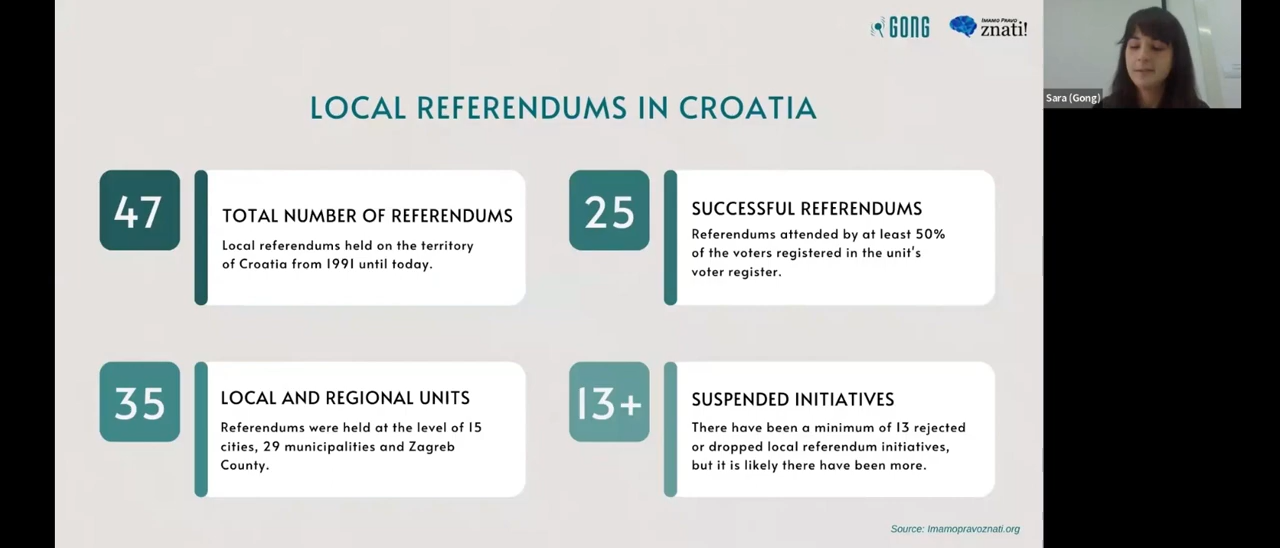 GONG
IMAMO PRAVO
znati!
Sara (Gong)
LOCAL REFERENDUMS IN CROATIA
47
TOTAL NUMBER OF REFERENDUMS
Local referendums held on the territory
of Croatia from 1991 until today.
25
SUCCESSFUL REFERENDUMS
Referendums attended by at least 50%
of the voters registered in the unit's
voter register.
35
LOCAL AND REGIONAL UNITS
Referendums were held at the level of 15
cities, 29 municipalities and Zagreb
County.
13+
SUSPENDED INITIATIVES
There have been a minimum of 13 rejected
or dropped local referendum initiatives,
but it is likely there have been more.
Source: Imamopravoznati.org